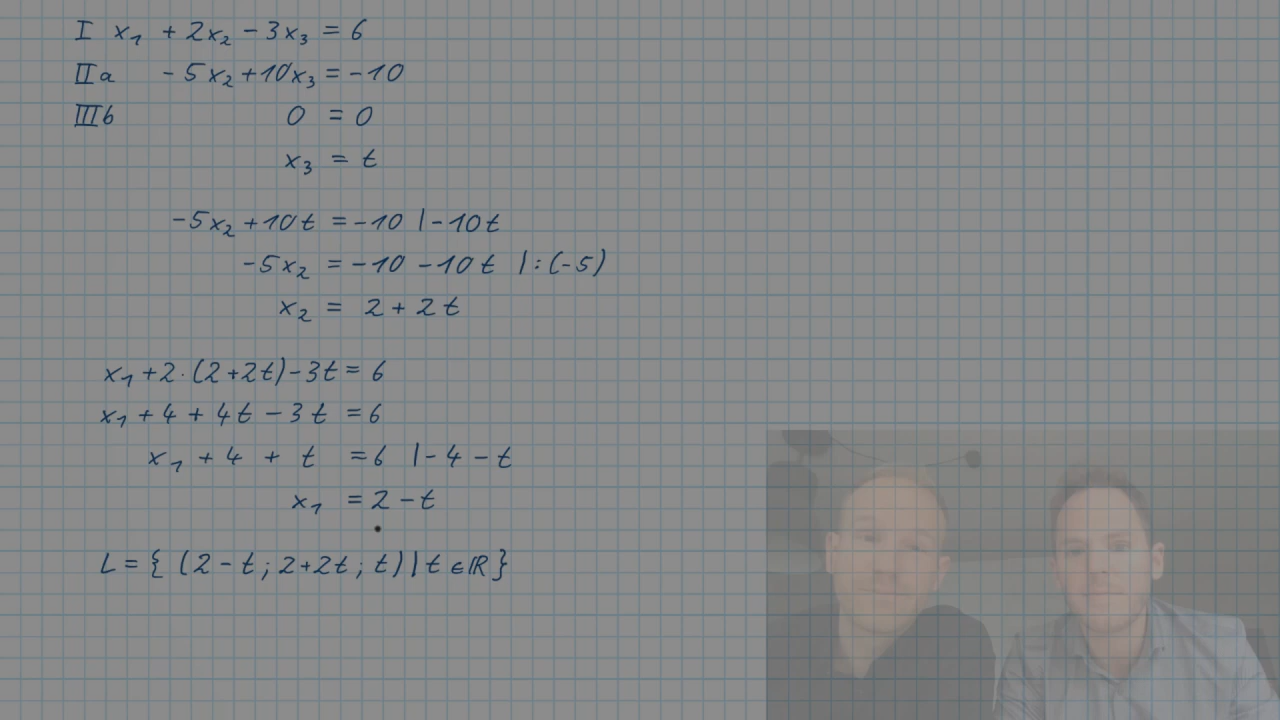 I x₁ + 2x₂ - 3x₃ = 6
IIa - 5x₂ + 10x₃ = -10
IIIb 0 = 0
x₃ = t
-5x₂ + 10t = -10 | -10t
-5x₂ = -10 - 10t | : (-5)
x₂ = 2 + 2t
x₁ + 2 · (2 + 2t) - 3t = 6
x₁ + 4 + 4t - 3t = 6
x₁ + 4 + t = 6 | - 4 - t
x₁ = 2 - t
L = { (2 - t ; 2 + 2t ; t) | t ∈ ℝ }